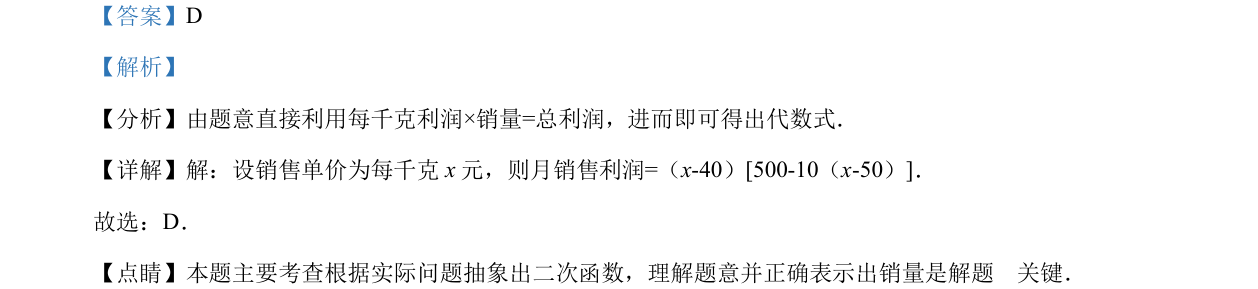 【答案】D
【解析】
【分析】由题意直接利用每千克利润×销量=总利润，进而即可得出代数式．
【详解】解：设销售单价为每千克 x 元，则月销售利润=（x-40）[500-10（x-50）]．
故选：D．
【点睛】本题主要考查根据实际问题抽象出二次函数，理解题意并正确表示出销量是解题　关键．